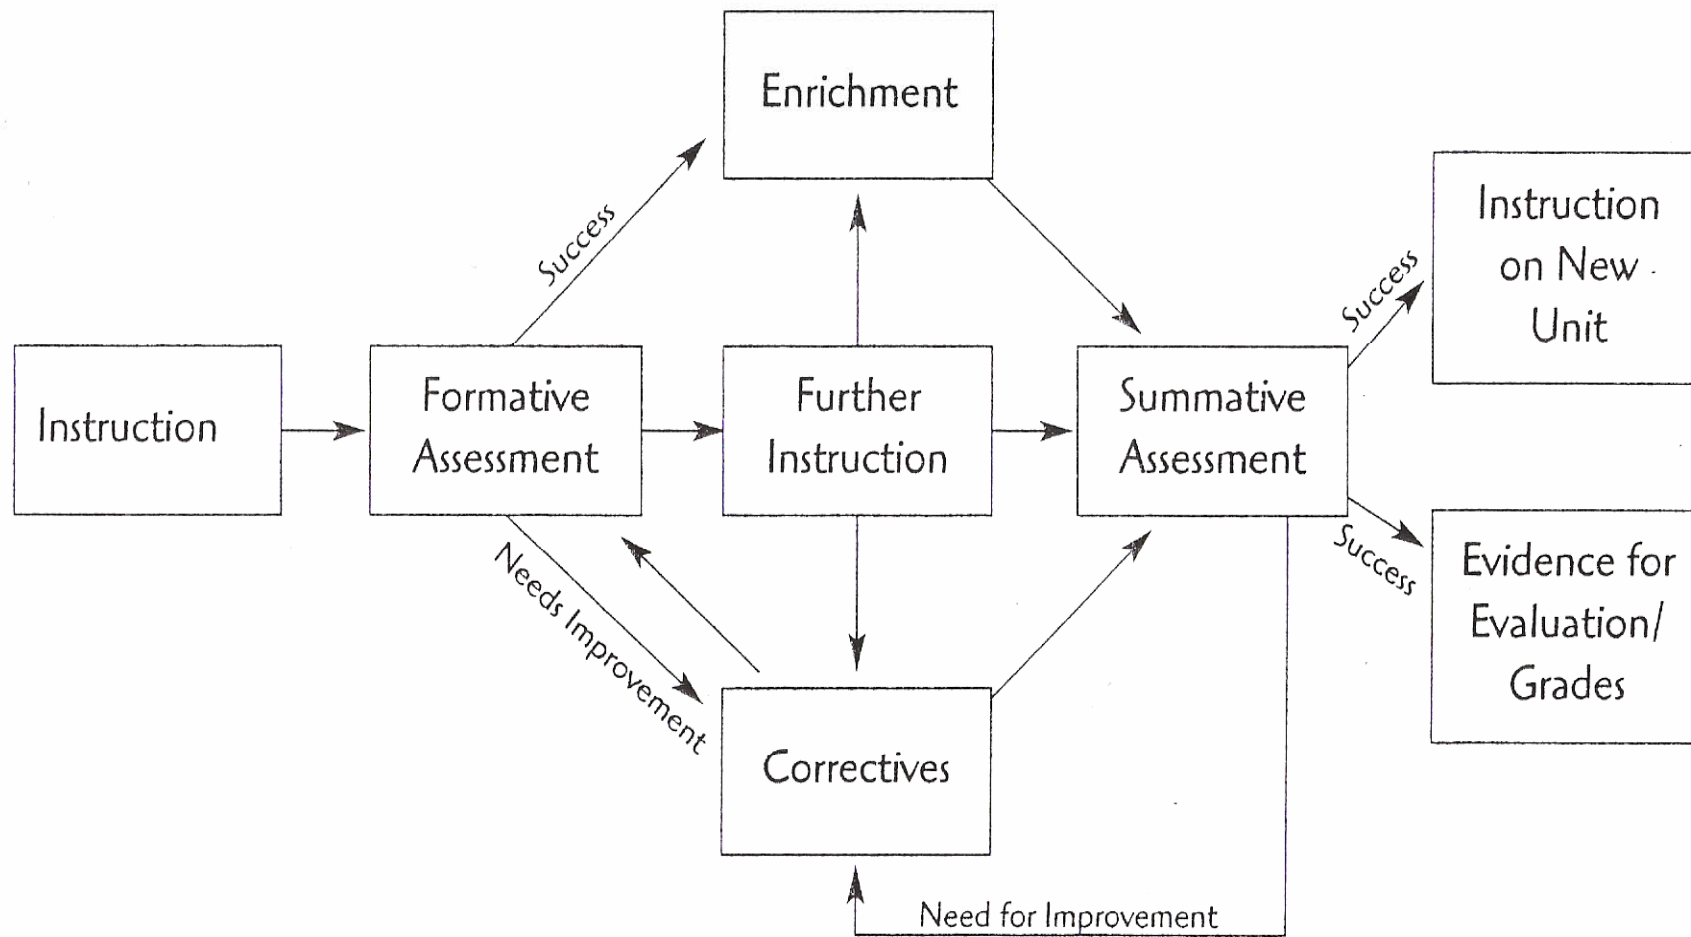 Enrichment
Instruction
on New
Unit
Success
Success
Instruction
Formative
Assessment
Further
Instruction
Summative
Assessment
Success
Needs Improvement
Evidence for
Evaluation/
Grades
Correctives
Need for Improvement